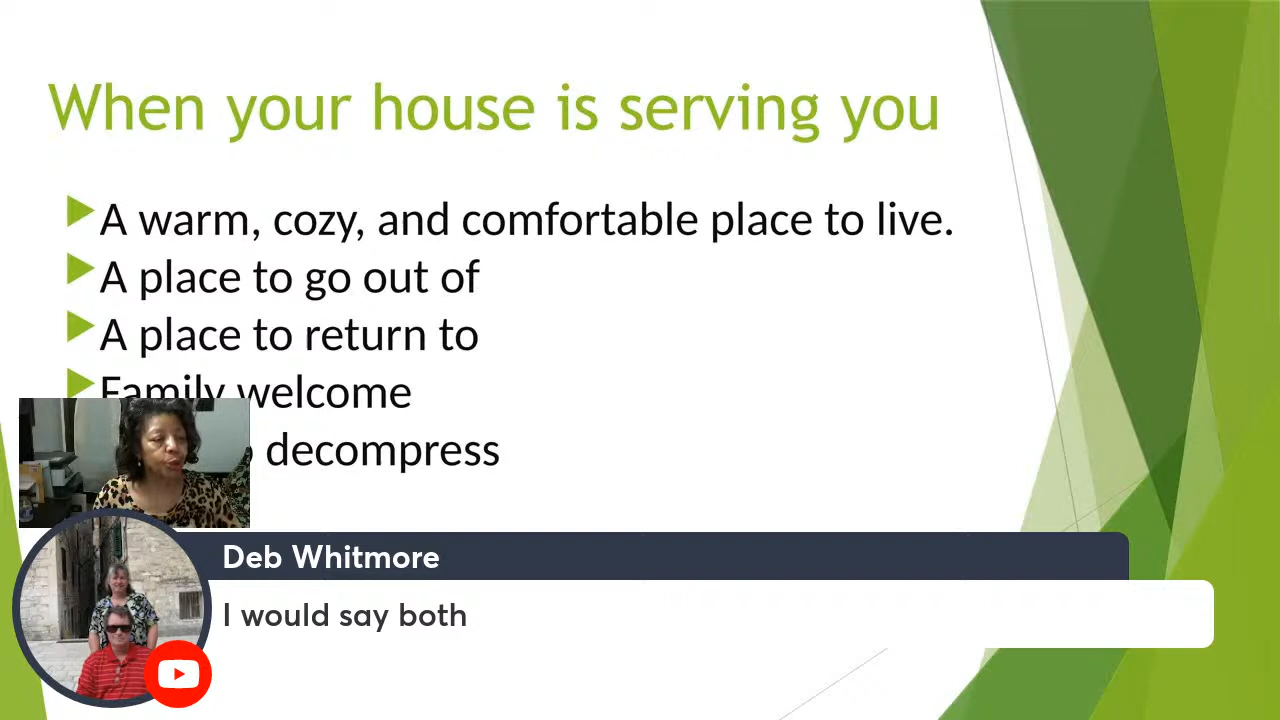 When your house is serving you
A warm, cozy, and comfortable place to live.
A place to go out of
A place to return to
Family welcome
decompress
Deb Whitmore
I would say both